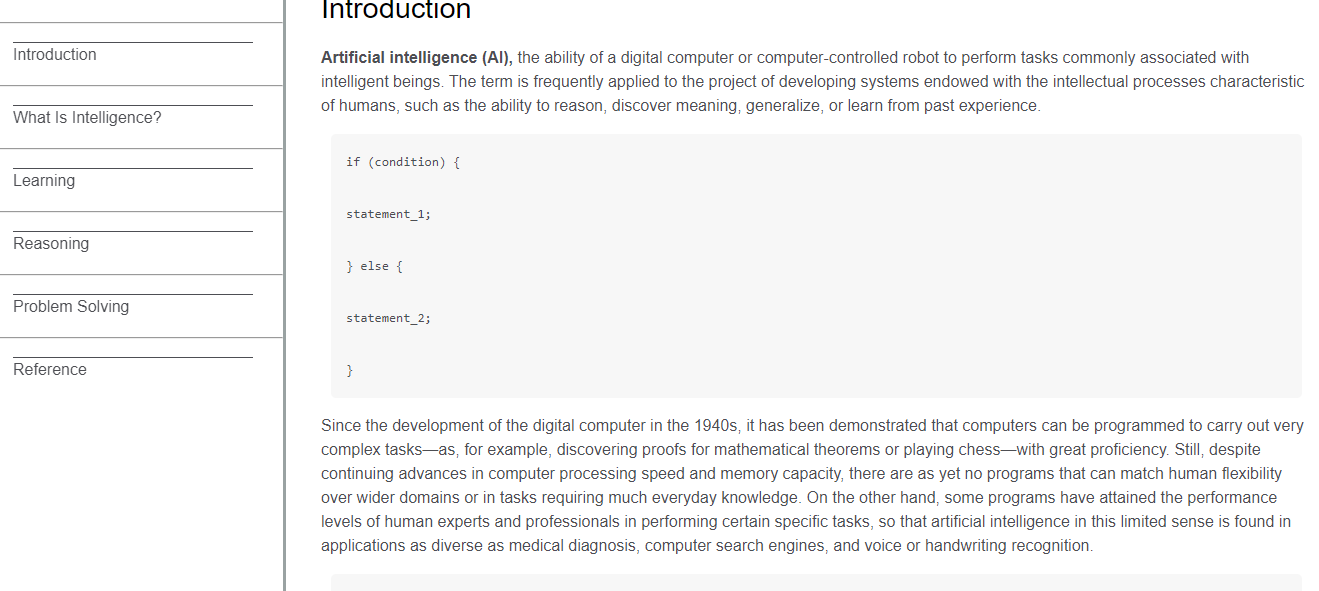 Introduction
What Is Intelligence?
Learning
Reasoning
Problem Solving
Reference
Introduction
Artificial intelligence (AI), the ability of a digital computer or computer-controlled robot to perform tasks commonly associated with
intelligent beings. The term is frequently applied to the project of developing systems endowed with the intellectual processes characteristic
of humans, such as the ability to reason, discover meaning, generalize, or learn from past experience.
if (condition) {
statement_1;
} else {
statement_2;
}
Since the development of the digital computer in the 1940s, it has been demonstrated that computers can be programmed to carry out very
complex tasks—as, for example, discovering proofs for mathematical theorems or playing chess—with great proficiency. Still, despite
continuing advances in computer processing speed and memory capacity, there are as yet no programs that can match human flexibility
over wider domains or in tasks requiring much everyday knowledge. On the other hand, some programs have attained the performance
levels of human experts and professionals in performing certain specific tasks, so that artificial intelligence in this limited sense is found in
applications as diverse as medical diagnosis, computer search engines, and voice or handwriting recognition.